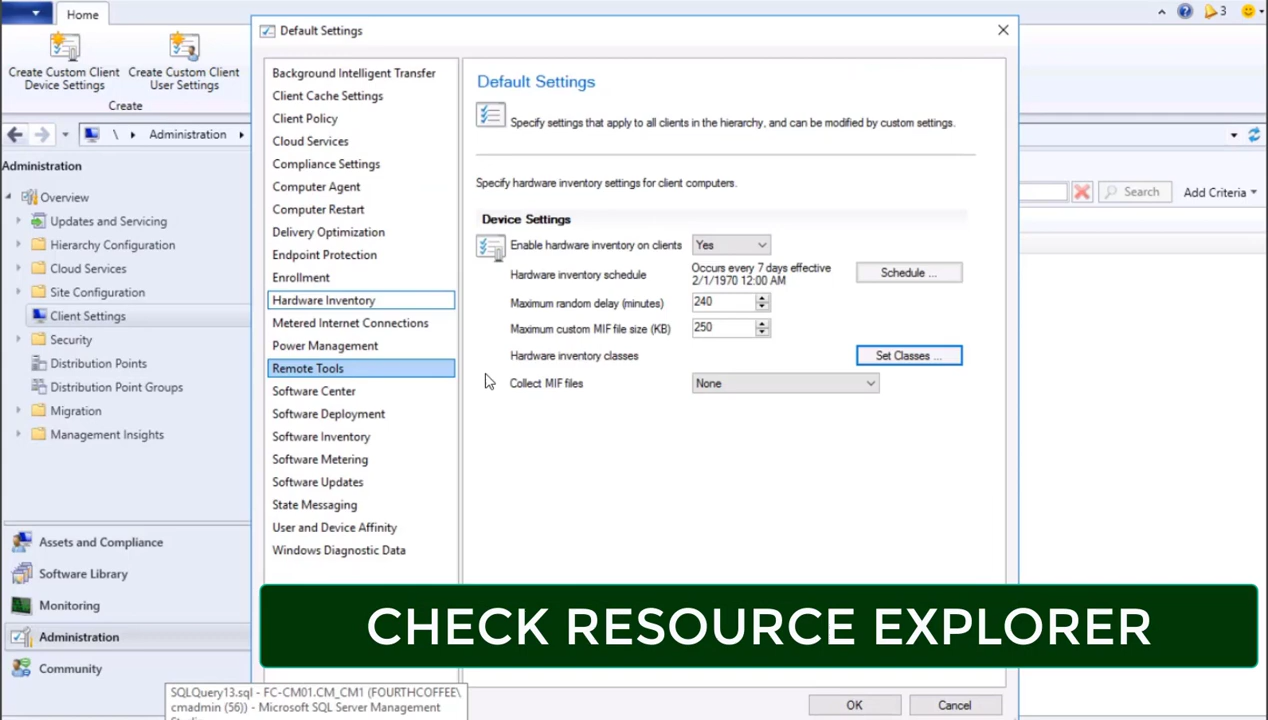 Home
3
Create Custom Client
Device Settings
Create Custom Client
User Settings
Create
\ Administration
Search
Add Criteria
Administration
Overview
Updates and Servicing
Hierarchy Configuration
Cloud Services
Site Configuration
Client Settings
Security
Distribution Points
Distribution Point Groups
Migration
Management Insights
Assets and Compliance
Software Library
Monitoring
Administration
Community
Default Settings
Background Intelligent Transfer
Client Cache Settings
Client Policy
Cloud Services
Compliance Settings
Computer Agent
Computer Restart
Delivery Optimization
Endpoint Protection
Enrollment
Hardware Inventory
Metered Internet Connections
Power Management
Remote Tools
Software Center
Software Deployment
Software Inventory
Software Metering
Software Updates
State Messaging
User and Device Affinity
Windows Diagnostic Data
Default Settings
Specify settings that apply to all clients in the hierarchy, and can be modified by custom settings.
Specify hardware inventory settings for client computers.
Device Settings
Enable hardware inventory on clients Yes
Hardware inventory schedule
Occurs every 7 days effective
2/1/1970 12:00 AM
Schedule ...
Maximum random delay (minutes) 240
Maximum custom MIF file size (KB) 250
Hardware inventory classes Set Classes ...
Collect MIF files None
CHECK RESOURCE EXPLORER
SQLQuery13.sql - FC-CM01.CM_CM1 (FOURTHCOFFEE\
cmadmin (56)) - Microsoft SQL Server Management
OK Cancel